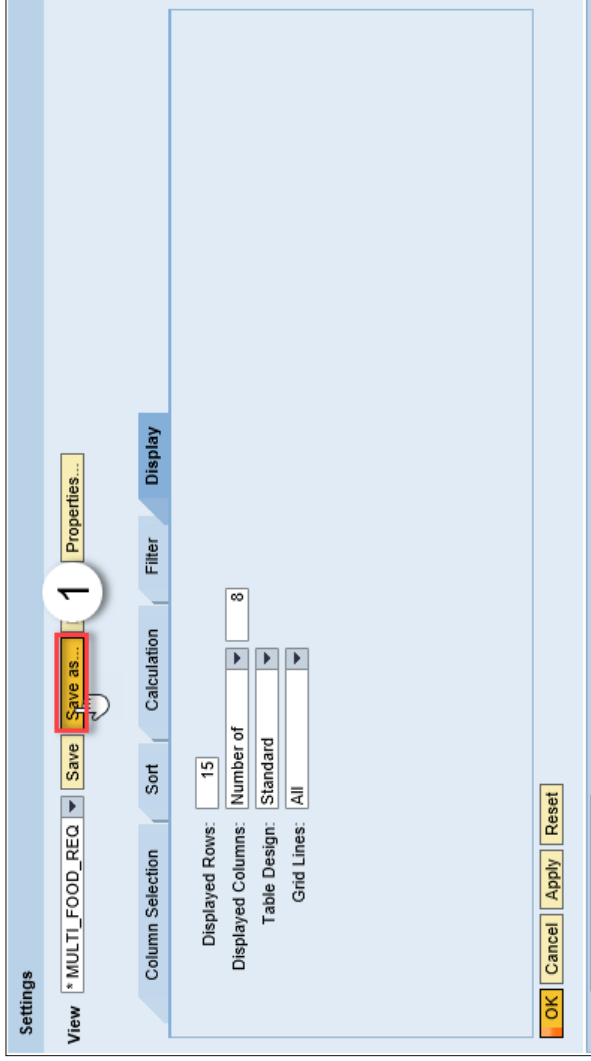 Settings
View * MULTI_FOOD_REQ Save Save as... 1 Properties...
Column Selection Sort Calculation Filter Display
Displayed Rows: 15
Displayed Columns: Number of 8
Table Design: Standard
Grid Lines: All
OK Cancel Apply Reset